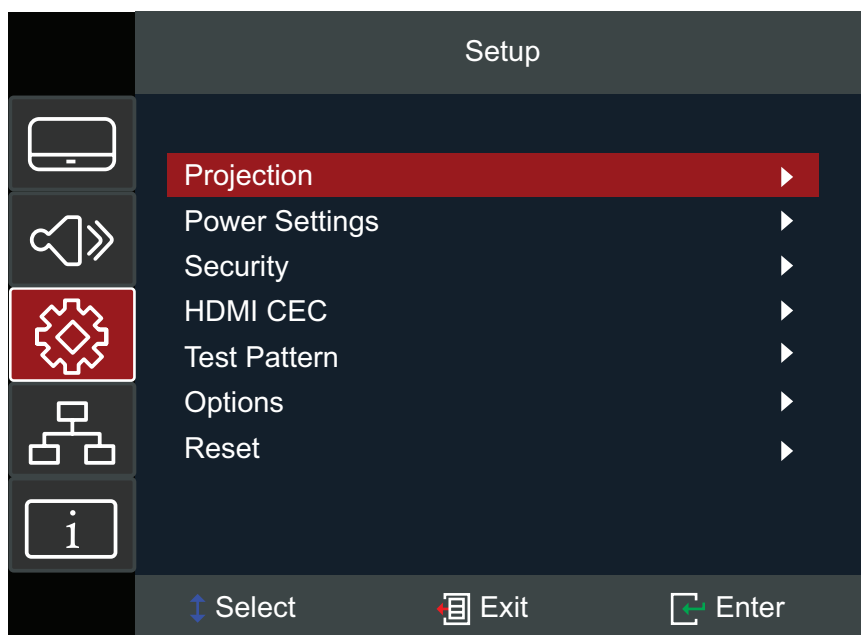 Setup
Projection
Power Settings
Security
HDMI CEC
Test Pattern
Options
Reset
i
Select Exit Enter